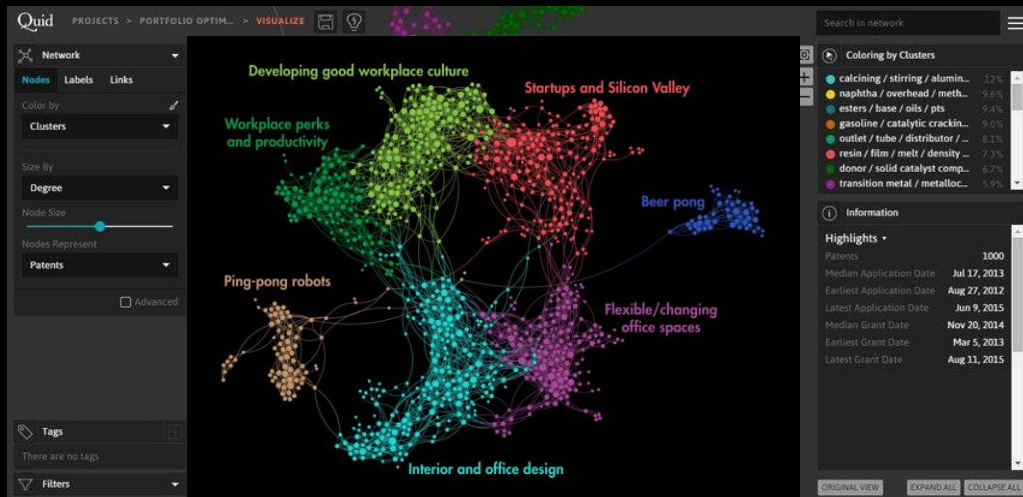 Quid PROJECTS > PORTFOLIO OPTIM... > VISUALIZE
Search in network
Network
Nodes Labels Links
Color by
Clusters
Size By
Degree
Node Size
Nodes Represent
Patents
Advanced
Tags
There are no tags
Filters
Developing good workplace culture
Startups and Silicon Valley
Workplace perks
and productivity
Beer pong
Ping-pong robots
Flexible/changing
office spaces
Interior and office design
Coloring by Clusters
calcining / stirring / alumin... 12%
naphtha / overhead / meth... 9.6%
esters / base / oils / pts 9.4%
gasoline / catalytic crackin... 9.0%
outlet / tube / distributor / ... 8.1%
resin / film / melt / density ... 7.3%
donor / solid catalyst comp... 6.7%
transition metal / metalloc... 5.9%
Information
Highlights
Patents 1000
Median Application Date Jul 17, 2013
Earliest Application Date Aug 27, 2012
Latest Application Date Jun 9, 2015
Median Grant Date Nov 20, 2014
Earliest Grant Date Mar 5, 2013
Latest Grant Date Aug 11, 2015
ORIGINAL VIEW EXPAND ALL COLLAPSE ALL